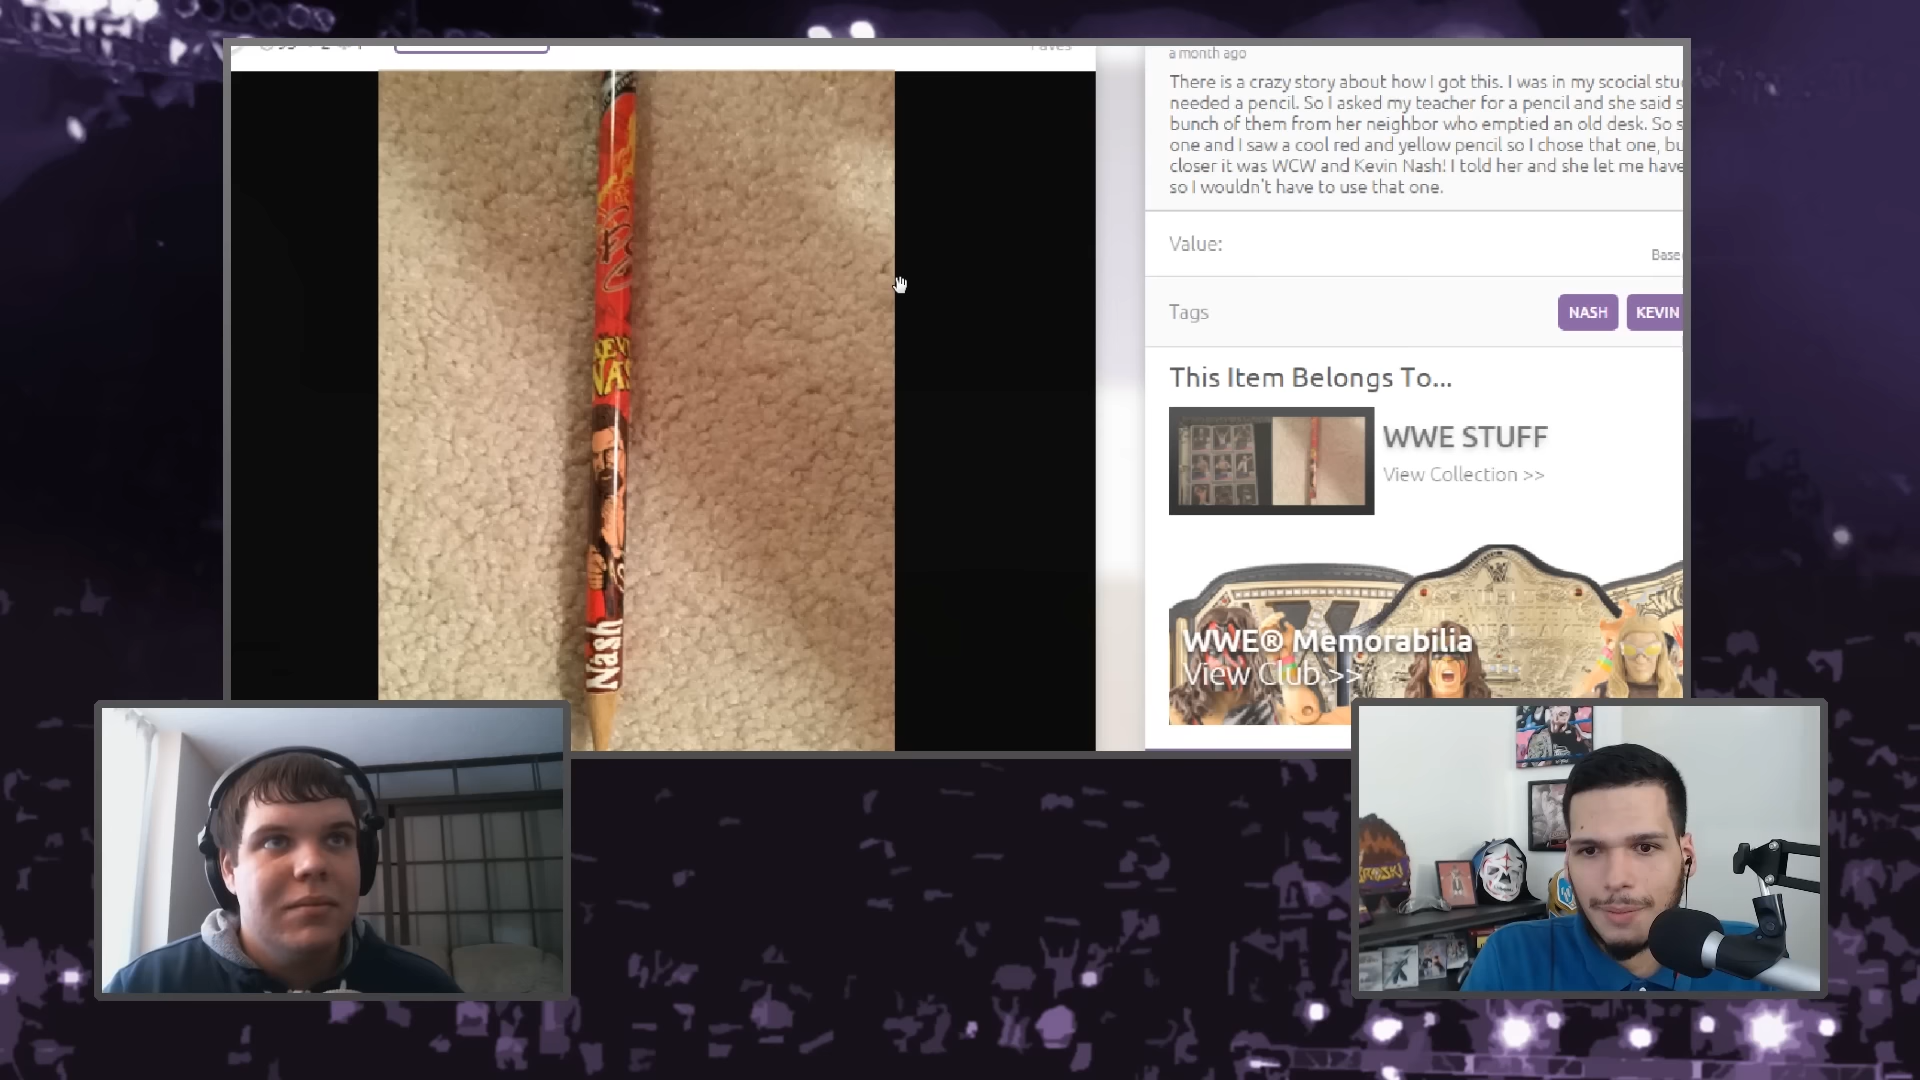 a month ago
There is a crazy story about how I got this. I was in my scocial stu
needed a pencil. So I asked my teacher for a pencil and she said s
bunch of them from her neighbor who emptied an old desk. So s
one and I saw a cool red and yellow pencil so I chose that one, bu
closer it was WCW and Kevin Nash! I told her and she let me have
so I wouldn't have to use that one.
Value:
Base
Tags
NASH
KEVIN
This Item Belongs To...
WWE STUFF
View Collection >>
WWE® Memorabilia
View Club >>
KEVI
NAS
Nash